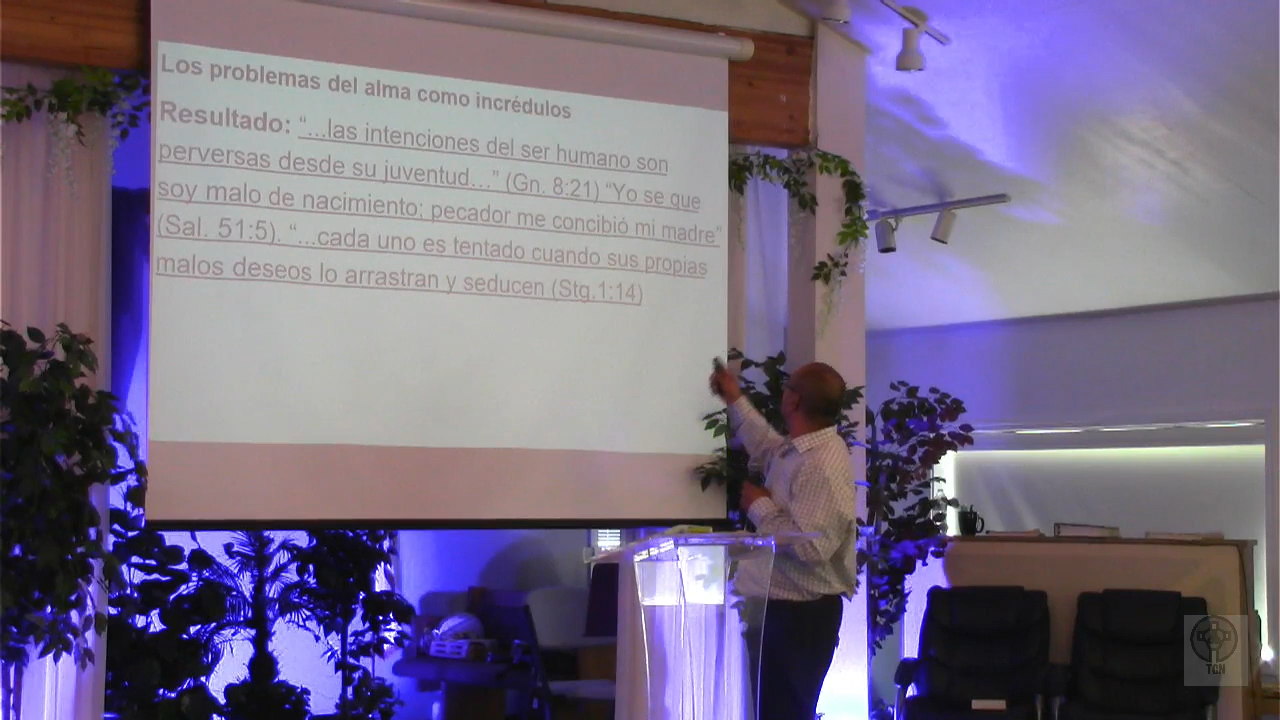 Los problemas del alma como incrédulos
Resultado: “...las intenciones del ser humano son
perversas desde su juventud...” (Gn. 8:21) “Yo se que
soy malo de nacimiento; pecador me concibió mi madre”
(Sal. 51:5). “...cada uno es tentado cuando sus propias
malos deseos lo arrastran y seducen (Stg.1:14)
TCN